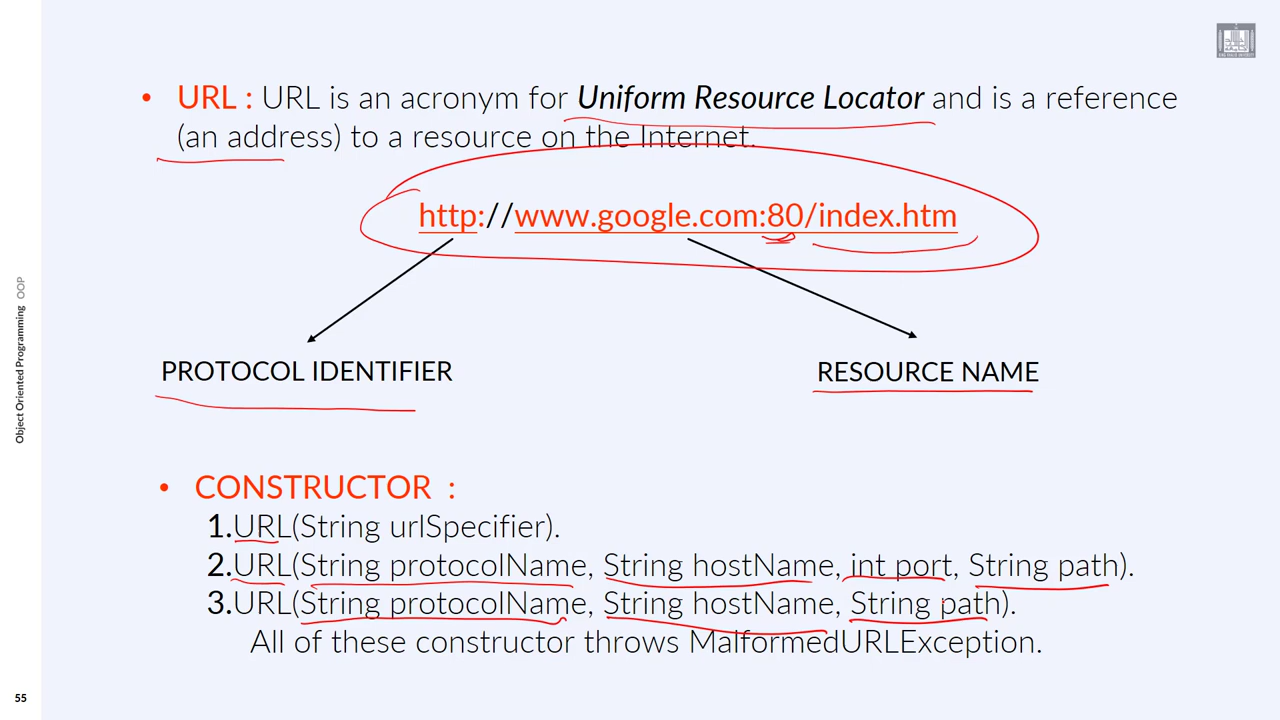 • URL : URL is an acronym for Uniform Resource Locator and is a reference
(an address) to a resource on the Internet.
http://www.google.com:80/index.htm
PROTOCOL IDENTIFIER
RESOURCE NAME
• CONSTRUCTOR :
1.URL(String urlSpecifier).
2.URL(String protocolName, String hostName, int port, String path).
3.URL(String protocolName, String hostName, String path).
All of these constructor throws MalformedURLException.
Object Oriented Programming OOP
55